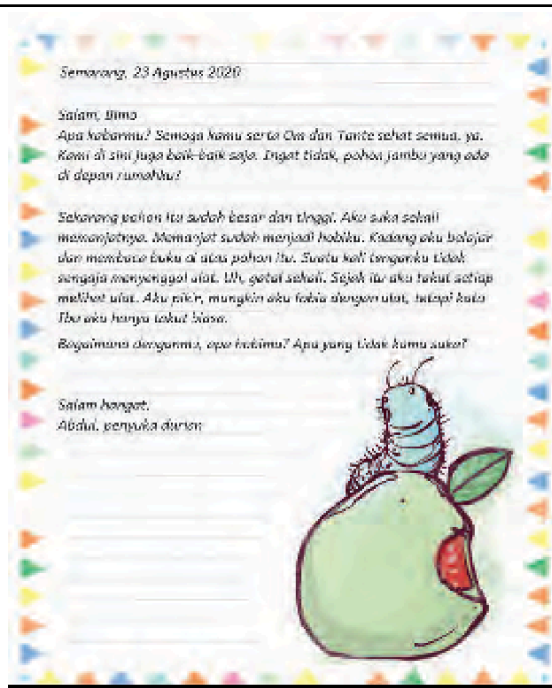 Semarang, 23 Agustus 2020
Salam, Bimo
Apa kabarmu? Semoga kamu serta Om dan Tante sehat semua, ya.
Kami di sini juga baik-baik saja. Ingat tidak, pohon jambu yang ada
di depan rumahku?
Sekarang pohon itu sudah besar dan tinggi. Aku suka sekali
memanjatnya. Memanjat sudah menjadi hobiku. Kadang aku belajar
dan membaca buku di atas pohon itu. Suatu kali tanganku tidak
sengaja menyenggol ulat. Uh, gatal sekali. Sejak itu aku takut setiap
melihat ulat. Aku pikir, mungkin aku fobia dengan ulat, tetapi kata
Ibu aku hanya takut biasa.
Bagaimana denganmu, apa hobimu? Apa yang tidak kamu suka?
Salam hangat,
Abdul, penyuka durian